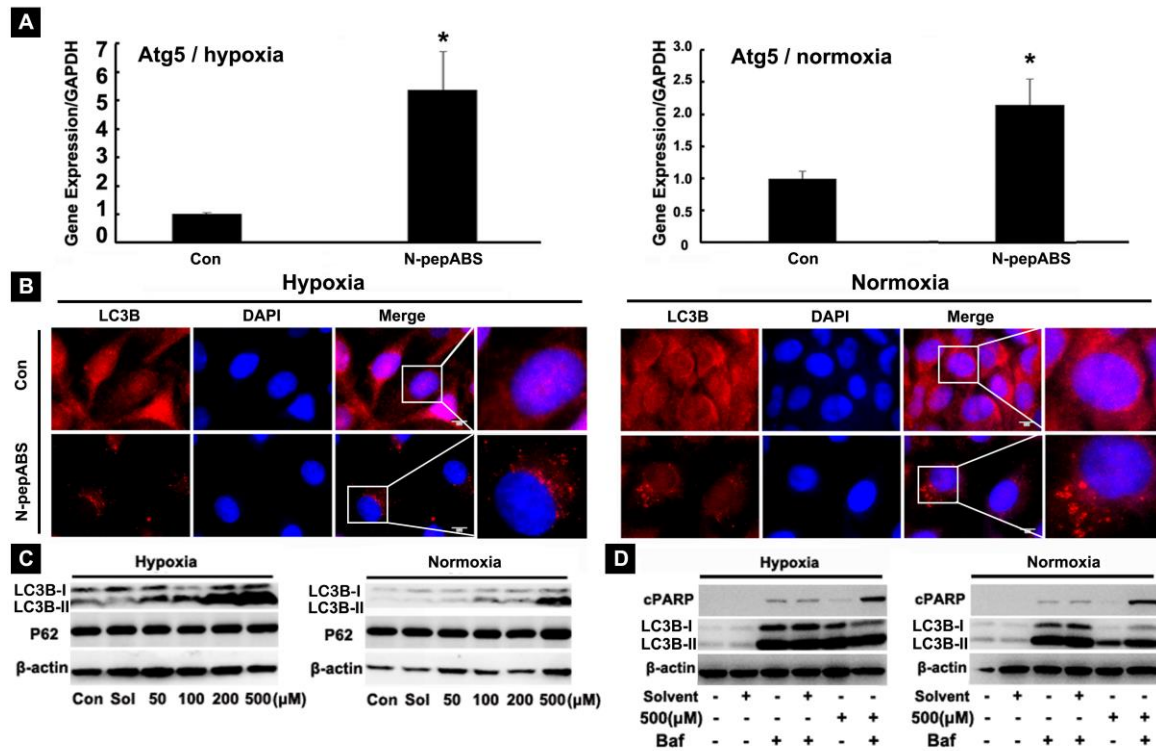 A
Atg5 / hypoxia
Gene Expression/GAPDH
7
6
5
4
3
2
1
0
*
Con N-pepABS
Atg5 / normoxia
Gene Expression/GAPDH
3.0
2.5
2.0
1.5
1.0
0.5
0
*
Con N-pepABS
B
Hypoxia
LC3B DAPI Merge
Con
N-pepABS
Normoxia
LC3B DAPI Merge
C
Hypoxia
LC3B-I
LC3B-II
P62
β-actin
Con Sol 50 100 200 500(μM)
Normoxia
LC3B-I
LC3B-II
P62
β-actin
Con Sol 50 100 200 500(μM)
D
Hypoxia
cPARP
LC3B-I
LC3B-II
β-actin
Solvent - + - + - -
500(μM) - - - - + +
Baf - - + + - +
Normoxia
cPARP
LC3B-I
LC3B-II
β-actin
Solvent - + - + - -
500(μM) - - - - + +
Baf - - + + - +